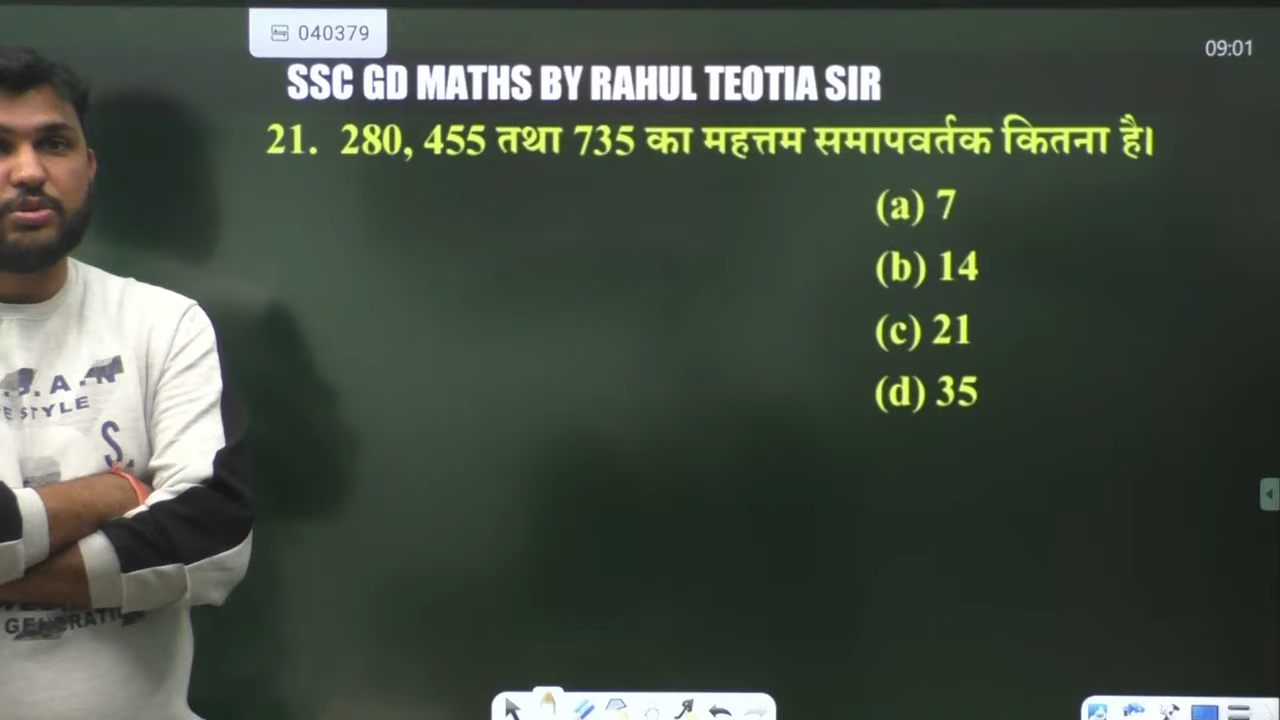 040379
09:01
SSC GD MATHS BY RAHUL TEOTIA SIR
21. 280, 455 तथा 735 का महत्तम समापवर्तक कितना है।
(a) 7
(b) 14
(c) 21
(d) 35
STYLE
S.